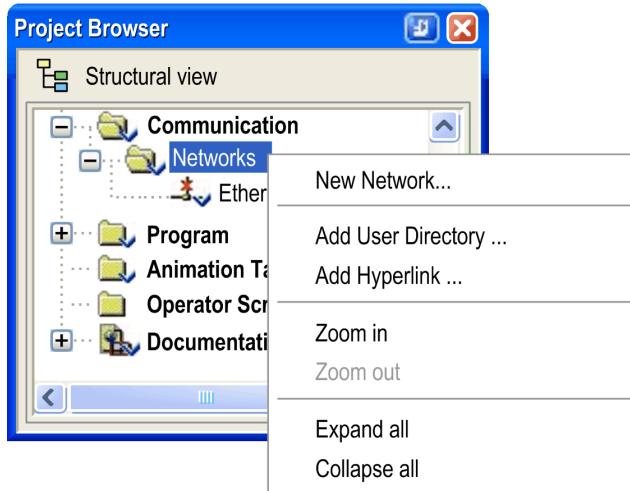 Project Browser
Structural view
Communication
Networks
Ether
Program
Animation Ta
Operator Scr
Documentati
New Network...
Add User Directory ...
Add Hyperlink ...
Zoom in
Zoom out
Expand all
Collapse all